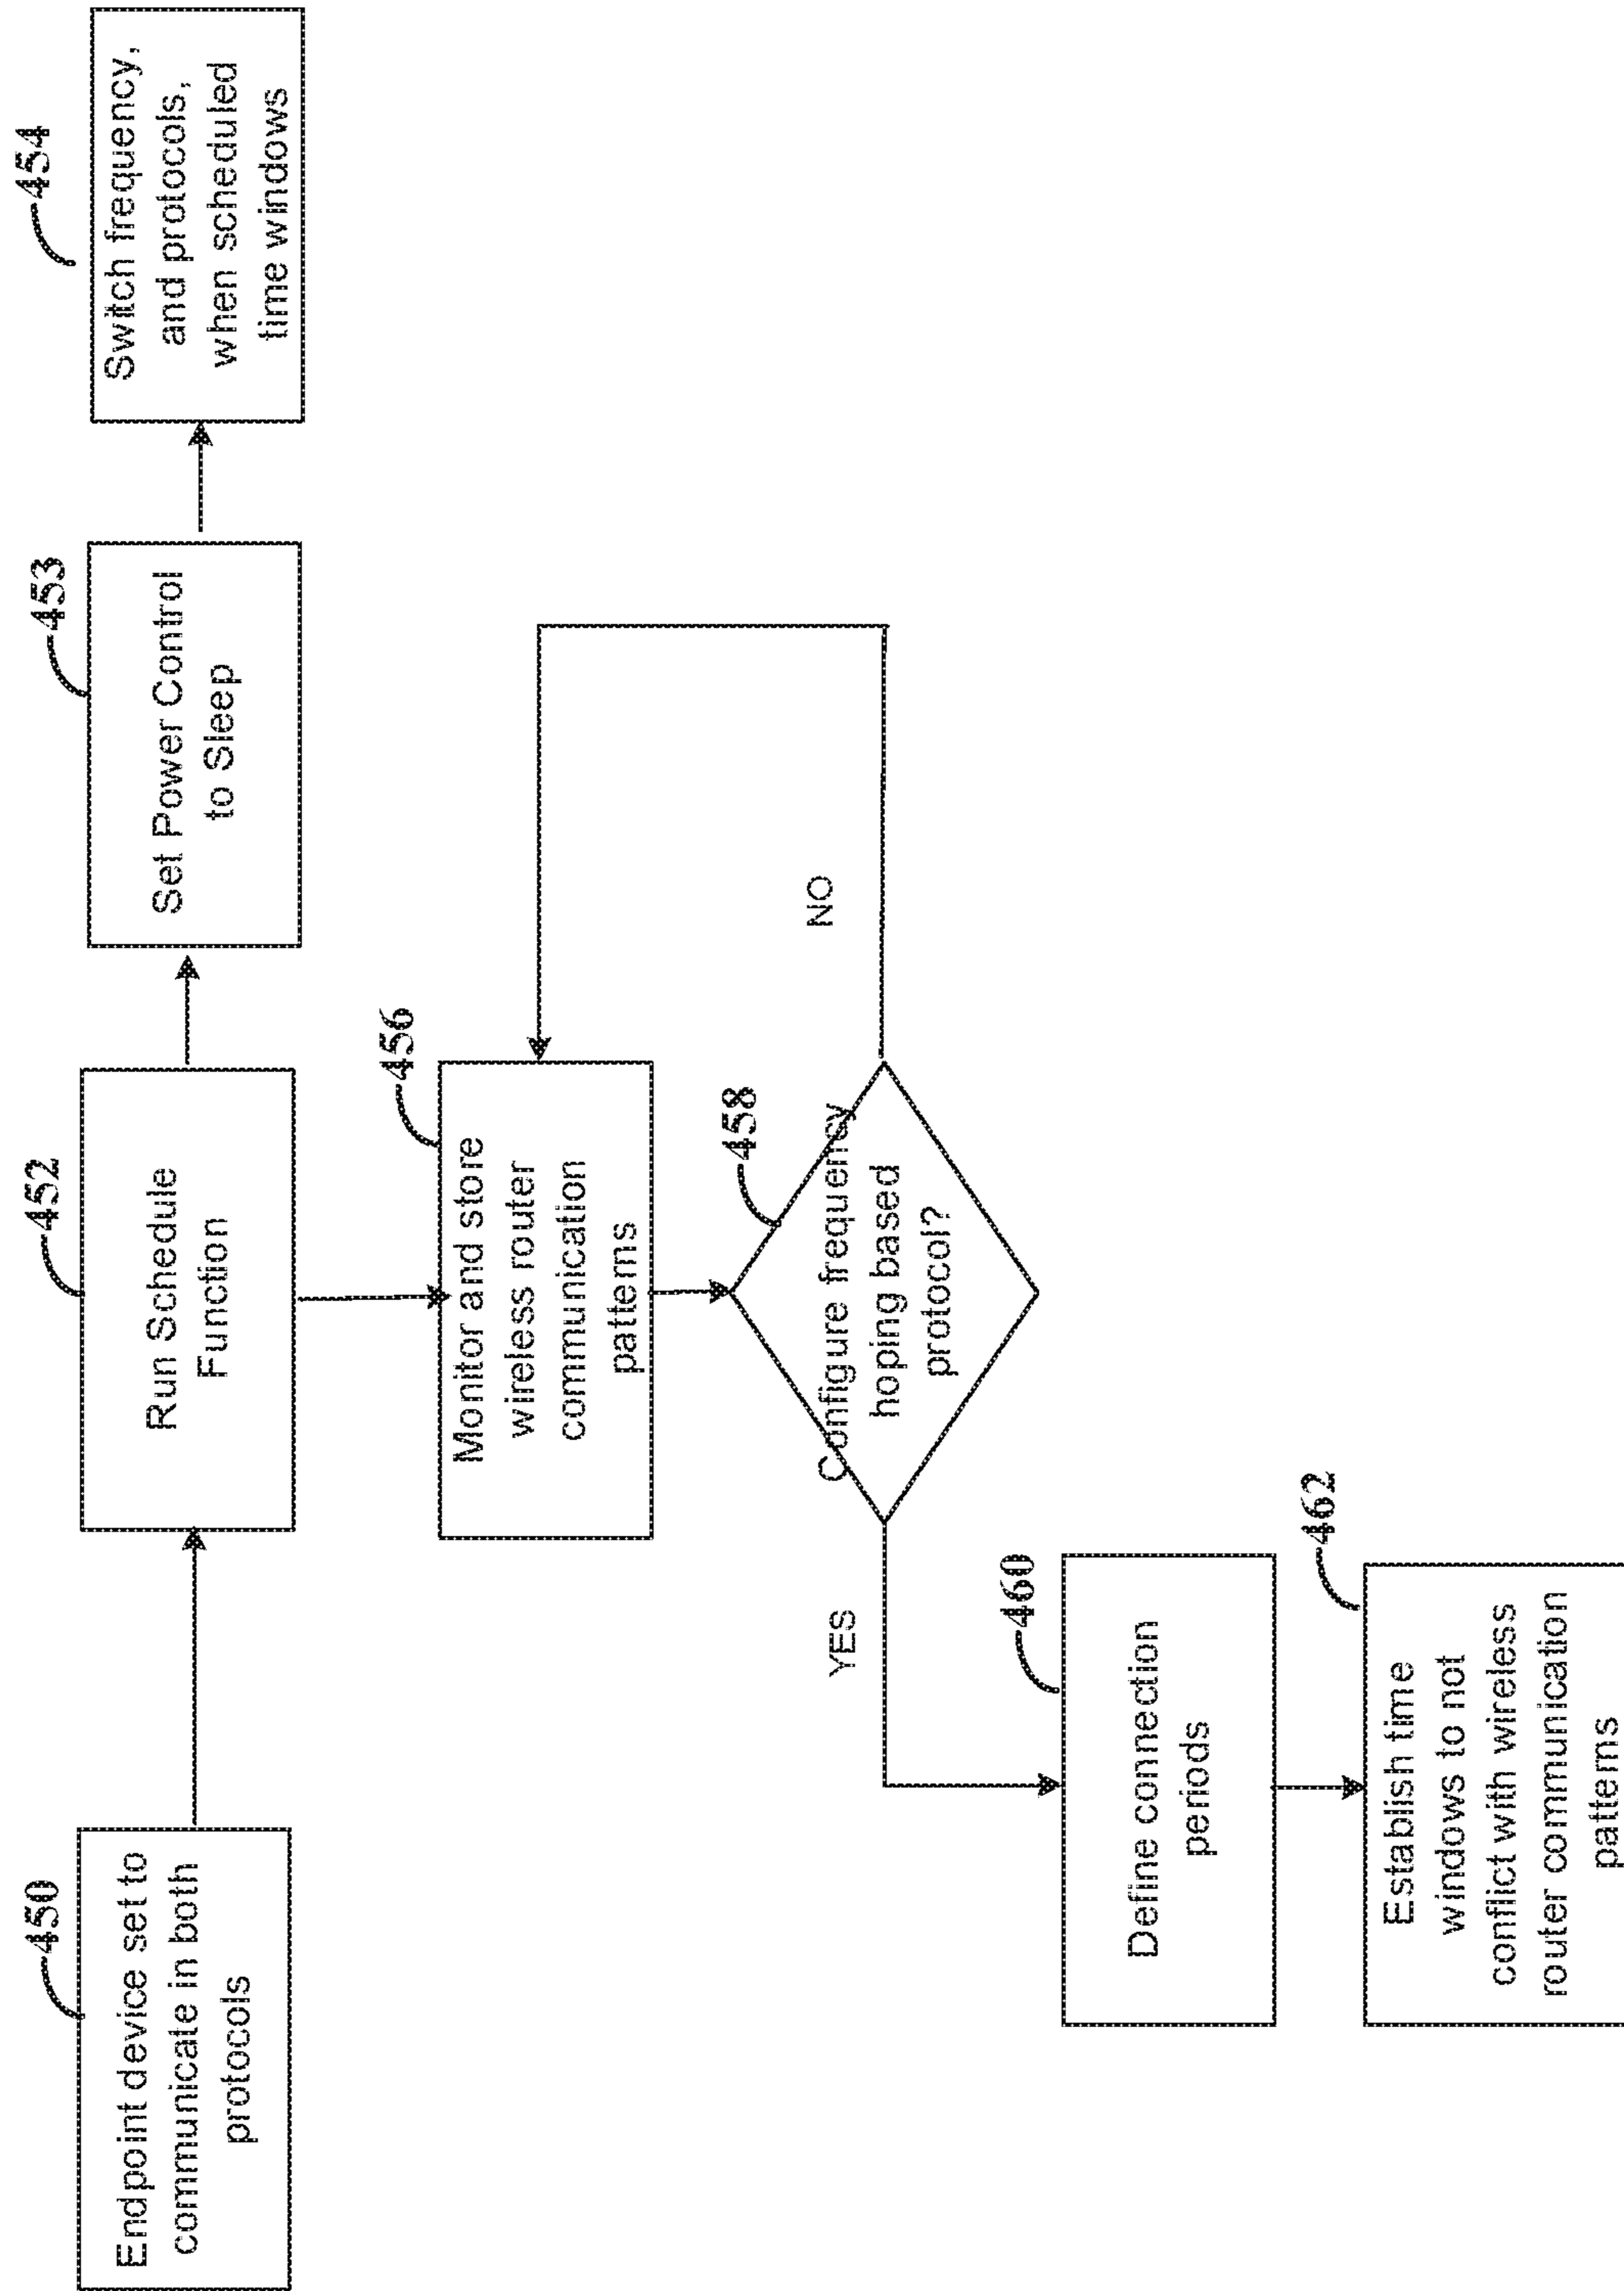 450
Endpoint device set to
communicate in both
protocols
452
Run Schedule
Function
453
Set Power Control
to Sleep
454
Switch frequency,
and protocols,
when scheduled
time windows
456
Monitor and store
wireless router
communication
patterns
458
Configure frequency
hoping based
protocol?
NO
YES
460
Define connection
periods
462
Establish time
windows to not
conflict with wireless
router communication
patterns